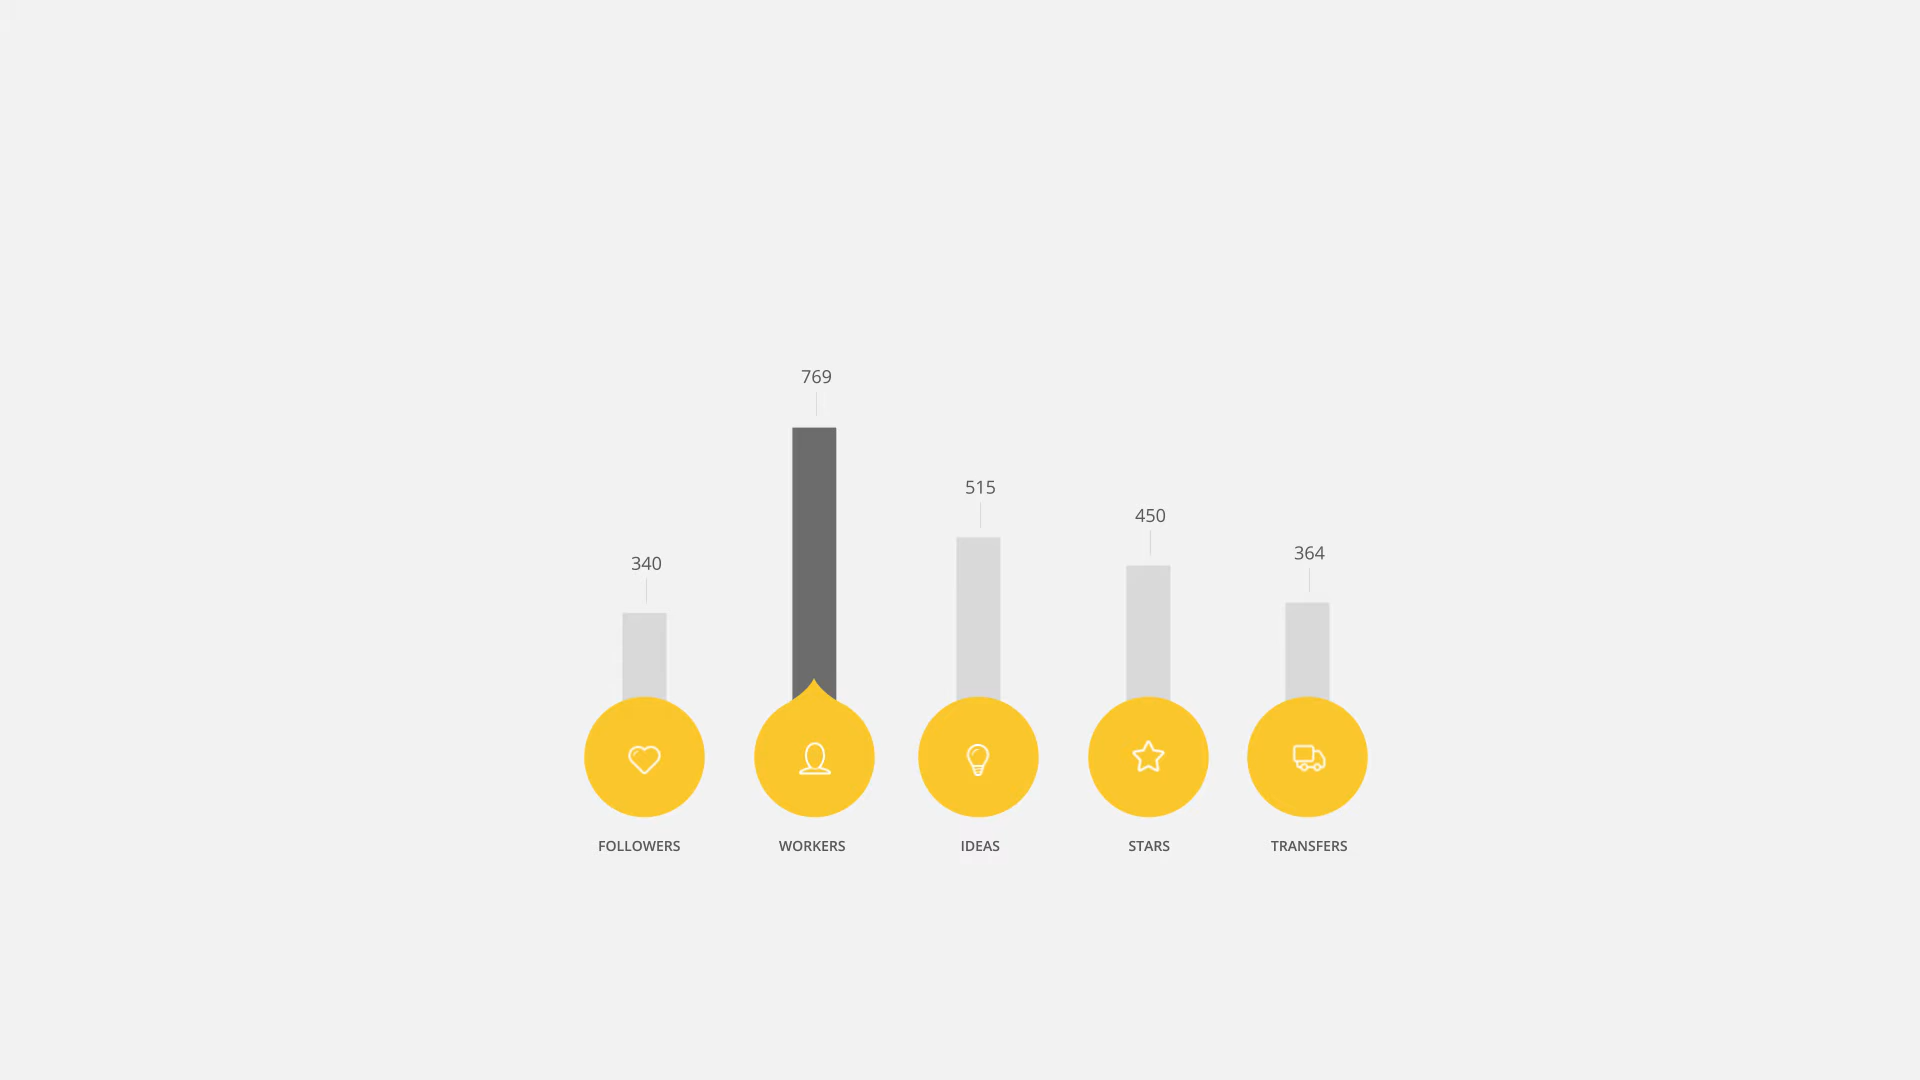 769
515
450
364
340
FOLLOWERS
WORKERS
IDEAS
STARS
TRANSFERS